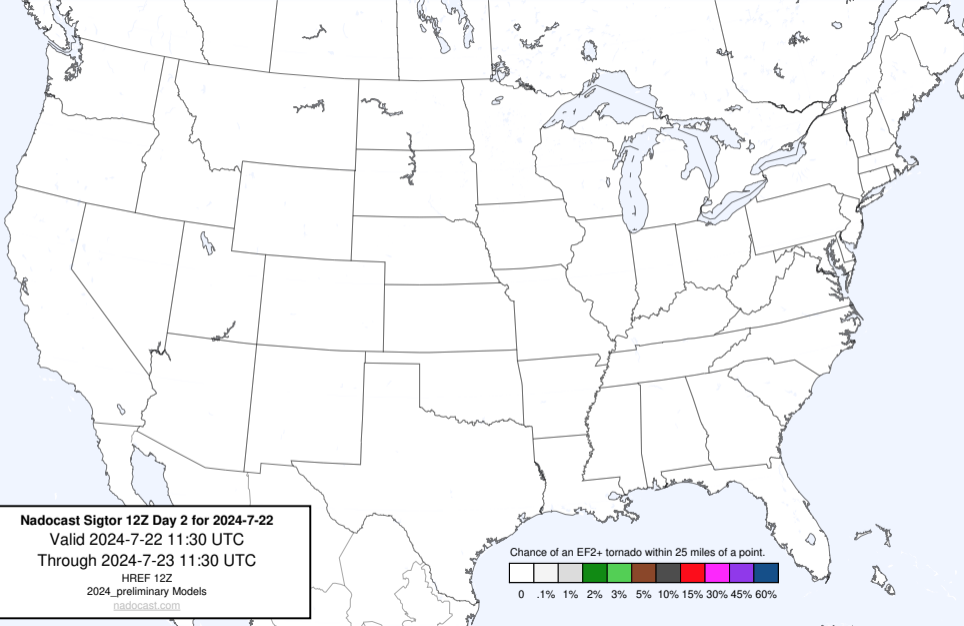 Nadocast Sigtor 12Z Day 2 for 2024-7-22
Valid 2024-7-22 11:30 UTC
Through 2024-7-23 11:30 UTC
HREF 12Z
2024_preliminary Models
nadocast.com
Chance of an EF2+ tornado within 25 miles of a point.
0 .1% 1% 2% 3% 5% 10% 15% 30% 45% 60%